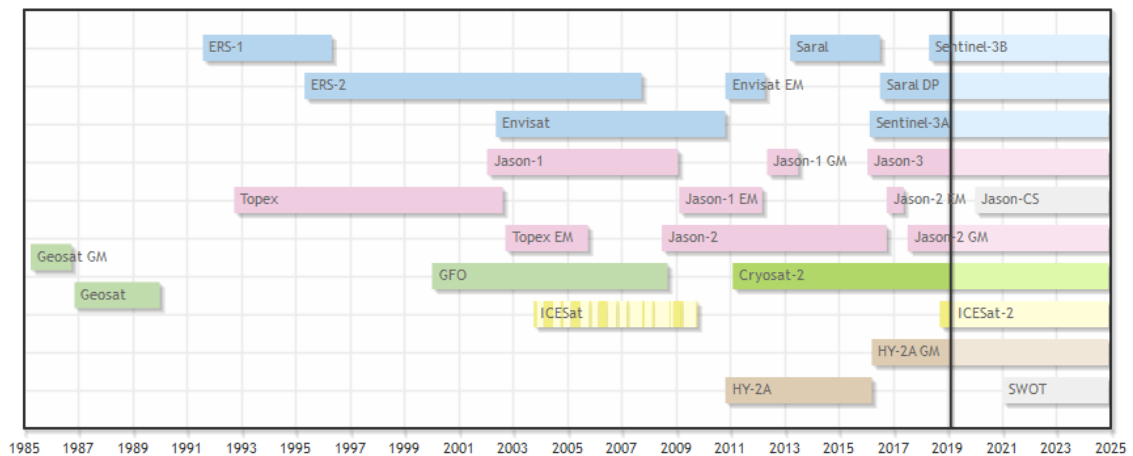 ERS-1
Saral
Sentinel-3B
ERS-2
Envisat EM
Saral DP
Envisat
Sentinel-3A
Jason-1
Jason-1 GM
Jason-3
Topex
Jason-1 EM
Jason-2 EM
Jason-CS
Topex EM
Jason-2
Jason-2 GM
Geosat GM
GFO
Cryosat-2
Geosat
ICESat
ICESat-2
HY-2A GM
HY-2A
SWOT
1985 1987 1989 1991 1993 1995 1997 1999 2001 2003 2005 2007 2009 2011 2013 2015 2017 2019 2021 2023 2025